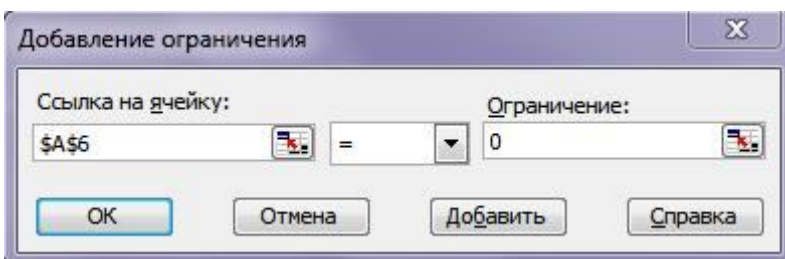 Добавление ограничения
Ссылка на ячейку:
Ограничение:
$A$6
=
0
ОК
Отмена
Добавить
Справка